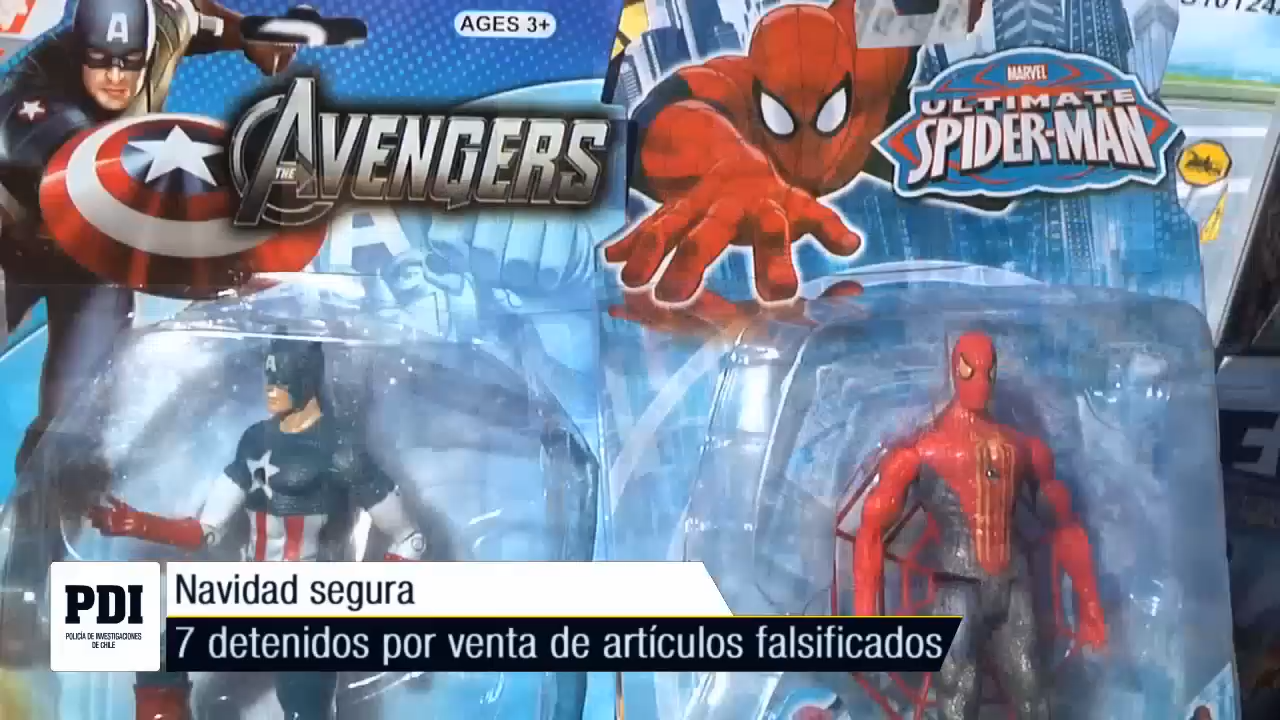 A
AGES 3+
THE AVENGERS
A
MARVEL
ULTIMATE
SPIDER-MAN
A
PDI
POLICÍA DE INVESTIGACIONES
DE CHILE
Navidad segura
7 detenidos por venta de artículos falsificados